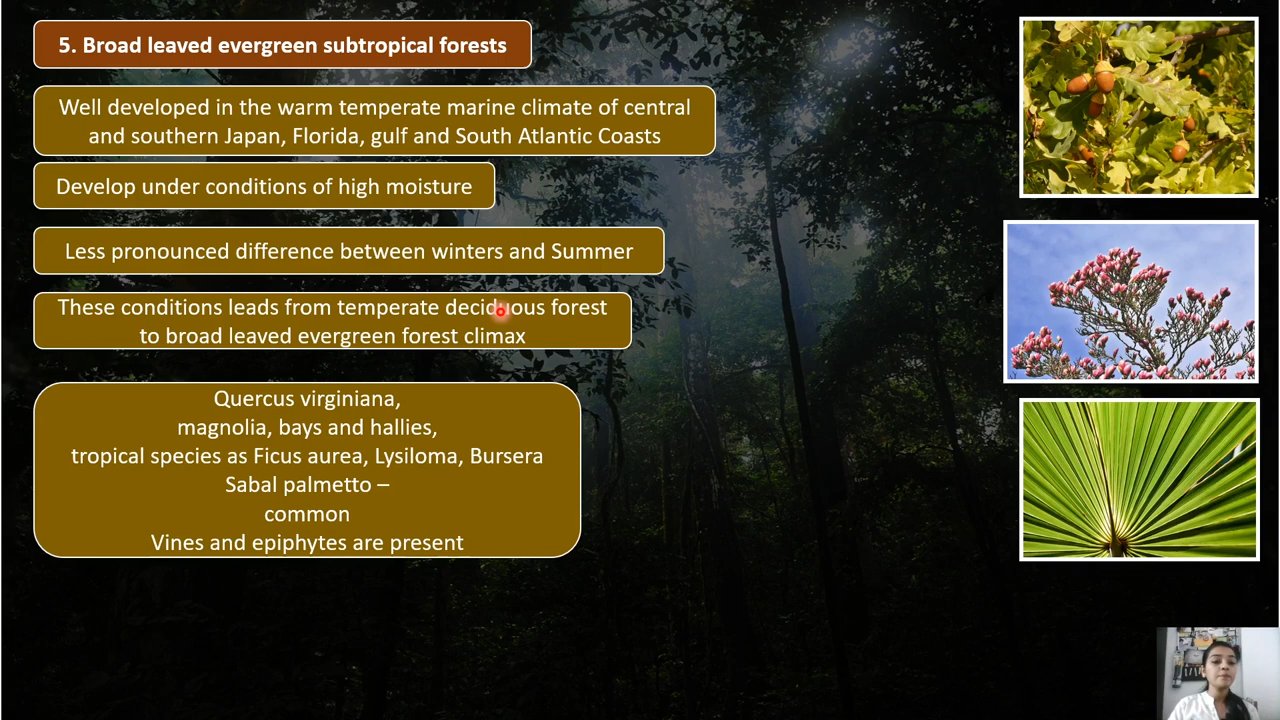 5. Broad leaved evergreen subtropical forests
Well developed in the warm temperate marine climate of central
and southern Japan, Florida, gulf and South Atlantic Coasts
Develop under conditions of high moisture
Less pronounced difference between winters and Summer
These conditions leads from temperate deciduous forest
to broad leaved evergreen forest climax
Quercus virginiana,
magnolia, bays and hallies,
tropical species as Ficus aurea, Lysiloma, Bursera
Sabal palmetto –
common
Vines and epiphytes are present